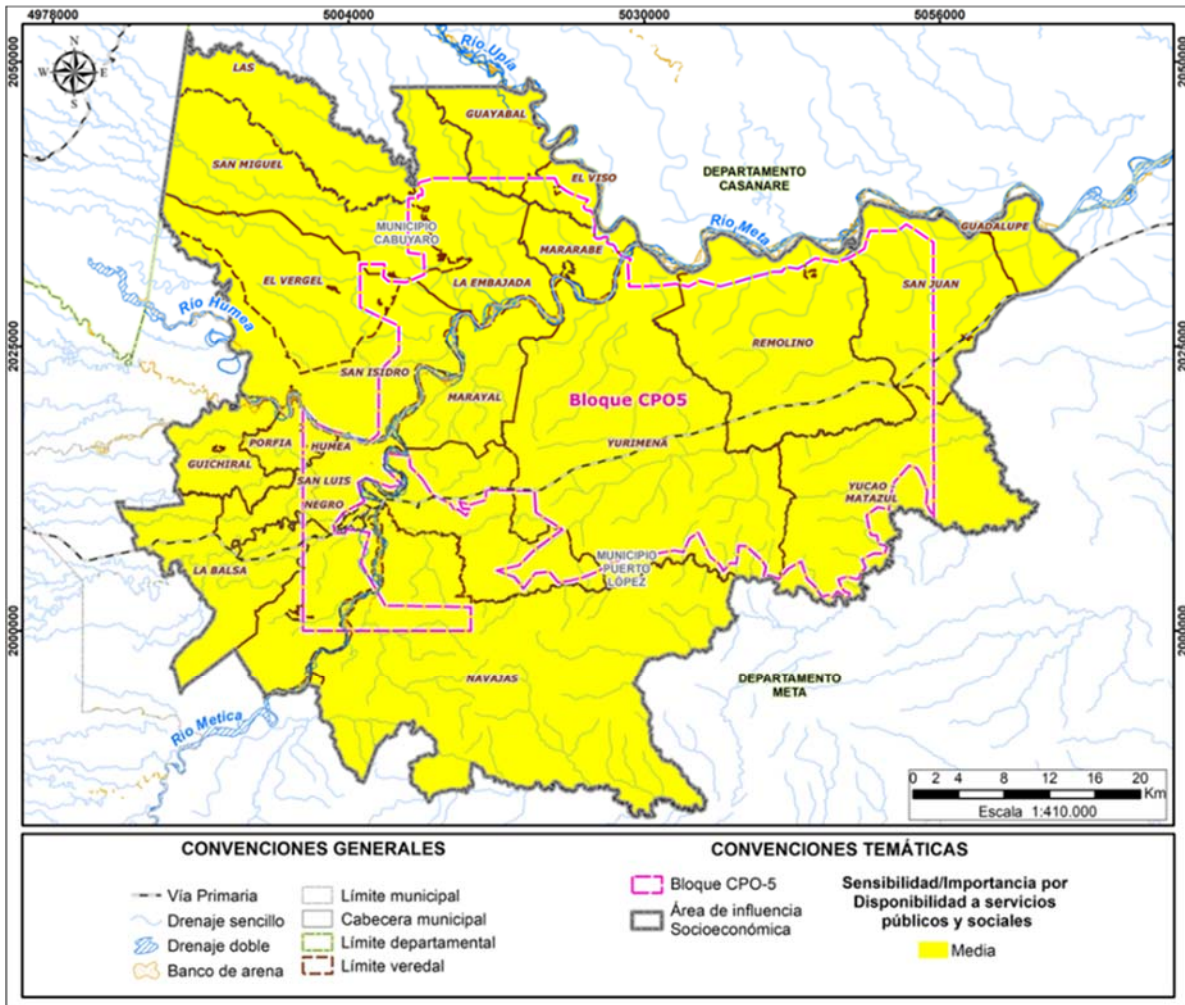 4978000
5004000
5030000
5056000
2050000
2050000
N
W
E
S
Río Upía
LAS
GUAYABAL
SAN MIGUEL
EL VISO
DEPARTAMENTO
CASANARE
MUNICIPIO
CABUYARO
Río Meta
GUADALUPE
MARARABE
EL VERGEL
LA EMBAJADA
SAN JUAN
Río Humea
2025000
2025000
REMOLINO
SAN ISIDRO
MARAYAL
Bloque CPO5
PORFIA
HUMEA
YURIMENA
GUICHIRAL
SAN LUIS
NEGRO
YUCAO
MATAZUL
LA BALSA
MUNICIPIO
PUERTO
LÓPEZ
2000000
2000000
NAVAJAS
DEPARTAMENTO
META
Río Metica
0 2 4 8 12 16 20
Km
Escala 1:410.000
CONVENCIONES GENERALES
Vía Primaria
Drenaje sencillo
Drenaje doble
Banco de arena
Límite municipal
Cabecera municipal
Límite departamental
Límite veredal
CONVENCIONES TEMÁTICAS
Bloque CPO-5
Área de influencia
Socioeconómica
Sensibilidad/Importancia por
Disponibilidad a servicios
públicos y sociales
Media